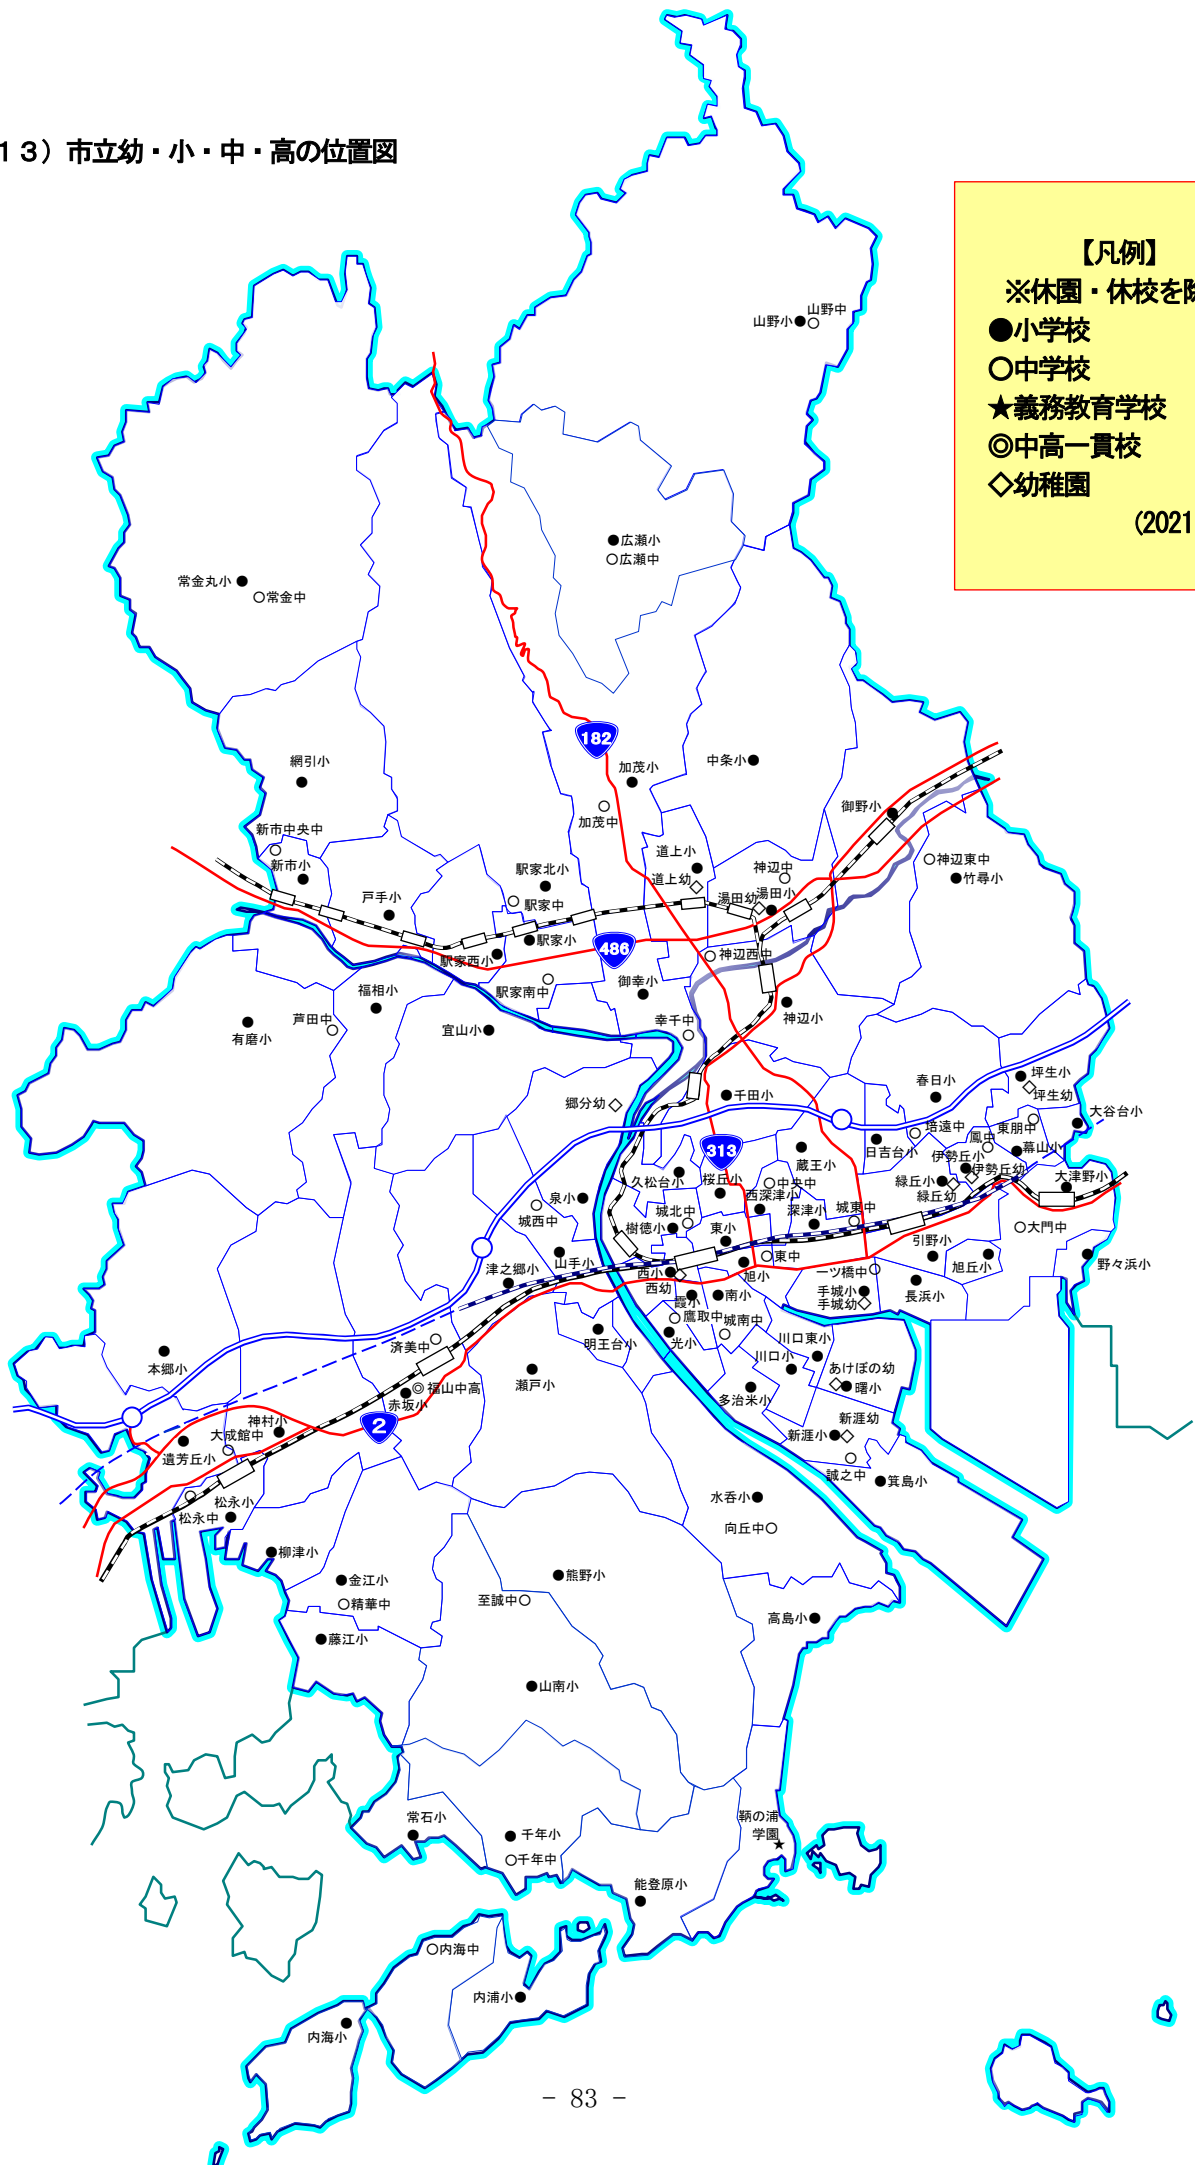 １３）市立幼・小・中・高の位置図
【凡例】
※休園・休校を除
●小学校
○中学校
★義務教育学校
◎中高一貫校
◇幼稚園
(2021
山野中
山野小
広瀬小
広瀬中
常金丸小
常金中
182
網引小
加茂小
中条小
加茂中
御野小
新市中央中
新市小
道上小
道上幼
神辺中
神辺東中
竹尋小
駅家北小
駅家中
湯田幼
湯田小
戸手小
駅家小
486
駅家西小
神辺西中
駅家南中
御幸小
福相小
芦田中
有磨小
宜山小
幸千中
神辺小
郷分幼
千田小
春日小
坪生小
坪生幼
大谷台小
培遠中
東朋中
鳳中
幕山小
日吉台小
伊勢丘小
伊勢丘幼
大津野小
313
蔵王小
久松台小
桜丘小
中央中
西深津小
緑丘小
緑丘幼
泉小
城西中
城北中
樹徳小
深津小
城東中
大門中
東小
東中
引野小
旭丘小
野々浜小
山手小
津之郷小
西小
西幼
旭小
一ツ橋中
長浜小
手城小
手城幼
霞小
南小
鷹取中
城南中
光小
明王台小
済美中
川口東小
川口小
本郷小
瀬戸小
福山中高
赤坂小
多治米小
あけぼの幼
曙小
2
神村小
大成館中
遺芳丘小
新涯幼
新涯小
誠之中
箕島小
松永小
松永中
水呑小
向丘中
柳津小
金江小
精華中
熊野小
至誠中
高島小
藤江小
山南小
常石小
千年小
千年中
鞆の浦
学園
能登原小
内海中
内浦小
内海小
- 83 -